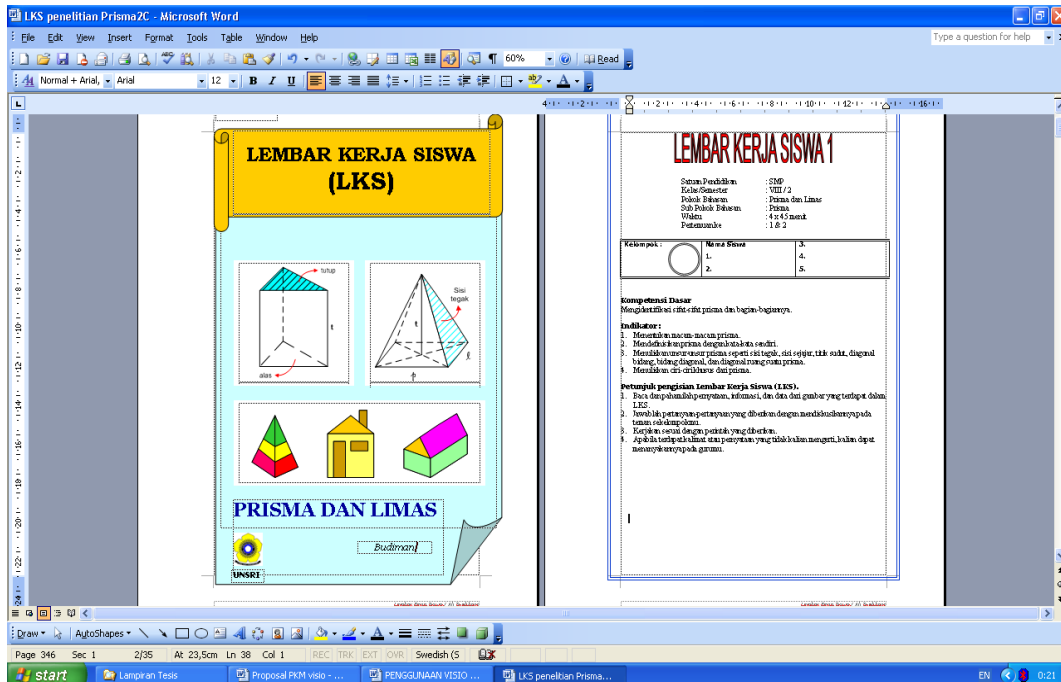 LKS penelitian Prisma2C - Microsoft Word
File Edit View Insert Format Tools Table Window Help
Type a question for help
60% Read
Normal + Arial, Arial 12 B I U
LEMBAR KERJA SISWA
(LKS)
tutup
t
alas
Sisi
tegak
t
ℓ
p
PRISMA DAN LIMAS
Budiman
UNSRI
LEMBAR KERJA SISWA 1
Satuan Pendidikan : SMP
Kelas/Semester : VIII / 2
Pokok Bahasan : Prisma dan Limas
Sub Pokok Bahasan : Prisma
Waktu : 4 x 45 menit
Pertemuan ke : 1 & 2
Kelompok : Nama Siswa 3.
1. 4.
2. 5.
Kompetensi Dasar
Mengidentifikasi sifat-sifat prisma dan bagian-bagiannya.
Indikator :
1. Menentukan macam-macam prisma.
2. Mendefinisikan prisma dengan kata-kata sendiri.
3. Menuliskan unsur-unsur prisma seperti sisi tegak, sisi sejajar, titik sudut, diagonal
bidang, bidang diagonal, dan diagonal ruang suatu prisma.
4. Menuliskan ciri-ciri khusus dari prisma.
Petunjuk pengisian Lembar Kerja Siswa (LKS).
1. Baca dan pahamilah pernyataan, informasi, dan data dari gambar yang terdapat dalam
LKS.
2. Jawablah pertanyaan-pertanyaan yang diberikan dengan mendiskusikannya pada
teman sekelompokmu.
3. Kerjakan sesuai dengan perintah yang diberikan.
4. Apabila terdapat kalimat atau pernyataan yang tidak kalian mengerti, kalian dapat
menanyakannya pada gurumu.
Draw AutoShapes
Page 346 Sec 1 2/35 At 23,5cm Ln 38 Col 1 REC TRK EXT OVR Swedish (S
start Lampiran Tesis Proposal PKM visio - ... PENGGUNAAN VISIO ... LKS penelitian Prisma... EN 0:21